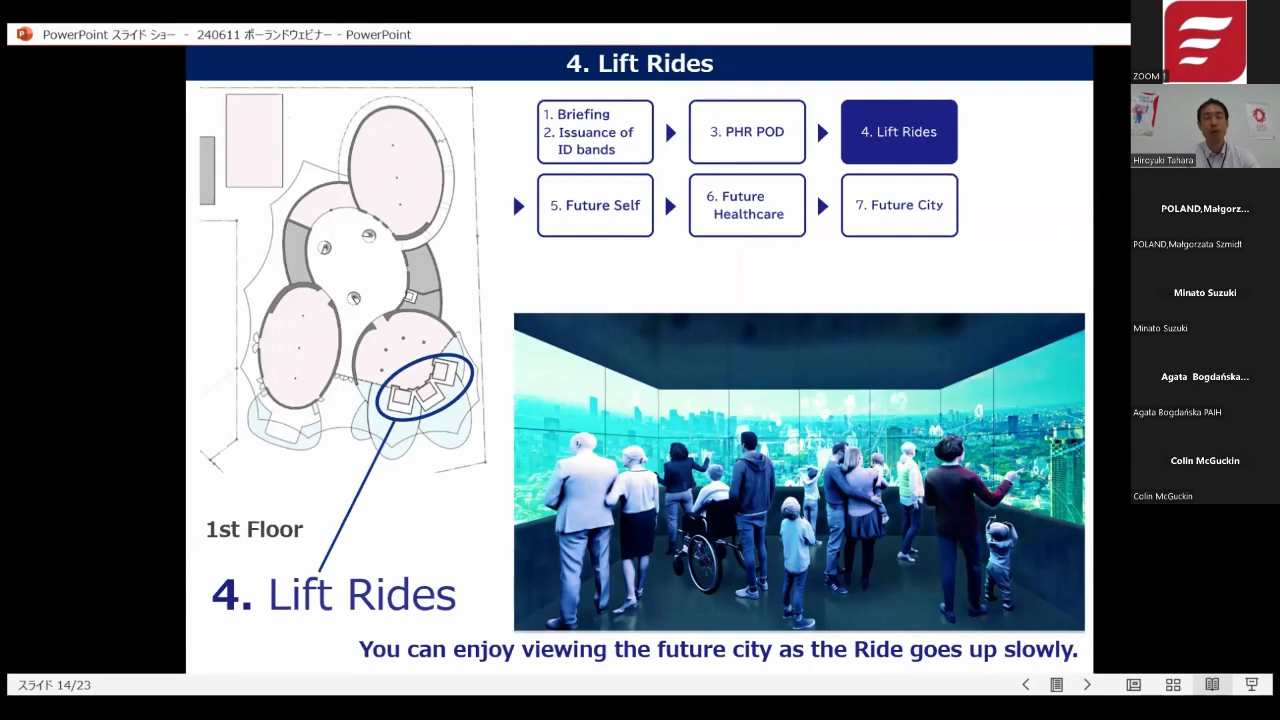 PowerPoint スライド ショー - 240611 ポーランドウェビナー - PowerPoint
4. Lift Rides
1. Briefing
2. Issuance of
ID bands
3. PHR POD
4. Lift Rides
5. Future Self
6. Future
Healthcare
7. Future City
1st Floor
4. Lift Rides
You can enjoy viewing the future city as the Ride goes up slowly.
スライド 14/23
ZOOM 1
Hiroyuki Tahara
POLAND,Małgorz...
POLAND,Małgorzata Szmidt
Minato Suzuki
Minato Suzuki
Agata Bogdańska...
Agata Bogdańska PAIH
Colin McGuckin
Colin McGuckin